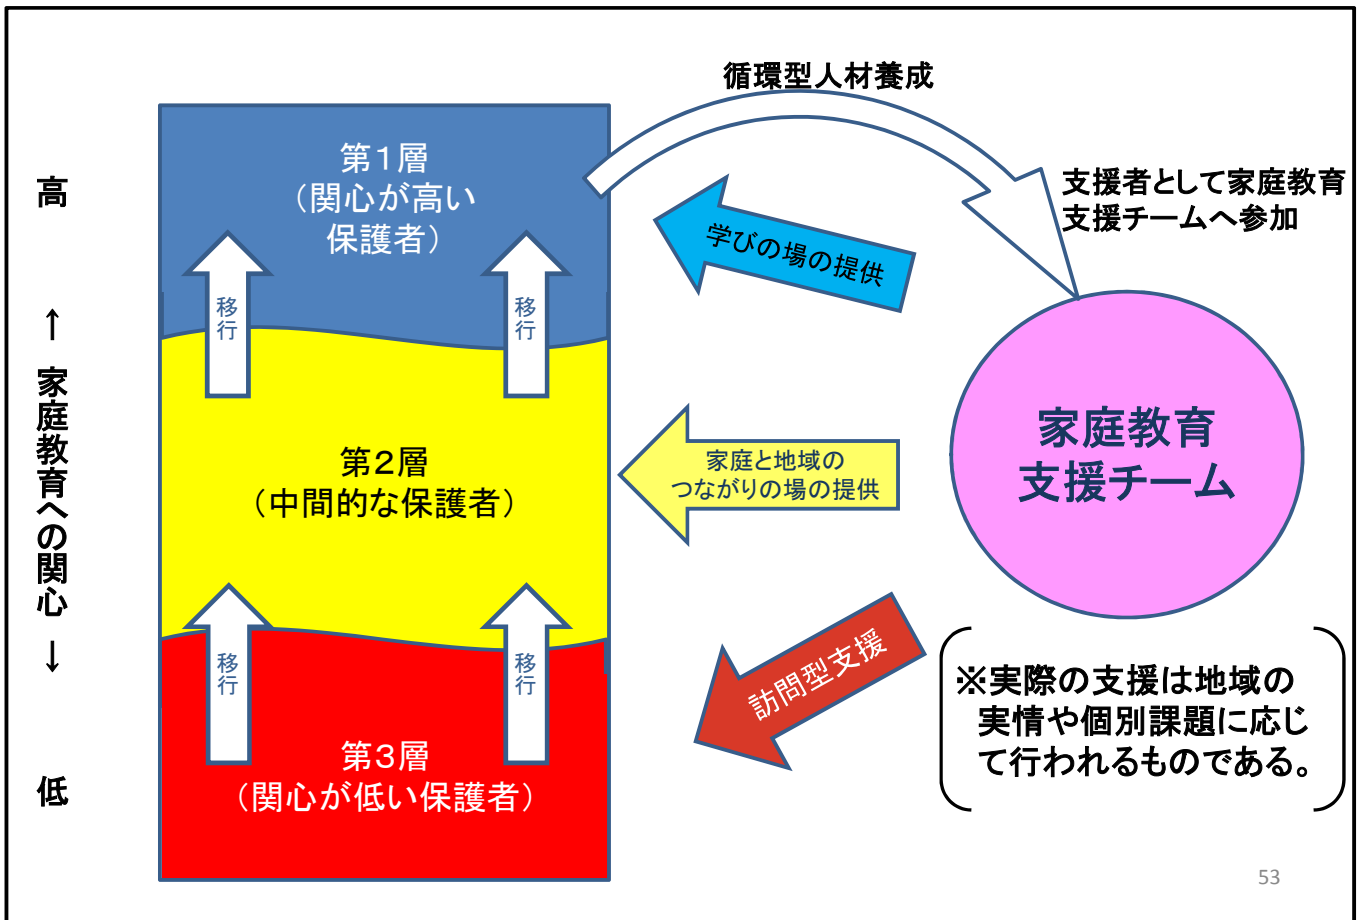 循環型人材養成
高
↑
家庭教育への関心
↓
低
第1層
（関心が高い
保護者）
移行
移行
第2層
（中間的な保護者）
移行
移行
第3層
（関心が低い保護者）
学びの場の提供
家庭と地域の
つながりの場の提供
訪問型支援
支援者として家庭教育
支援チームへ参加
家庭教育
支援チーム
※実際の支援は地域の
実情や個別課題に応じ
て行われるものである。
53